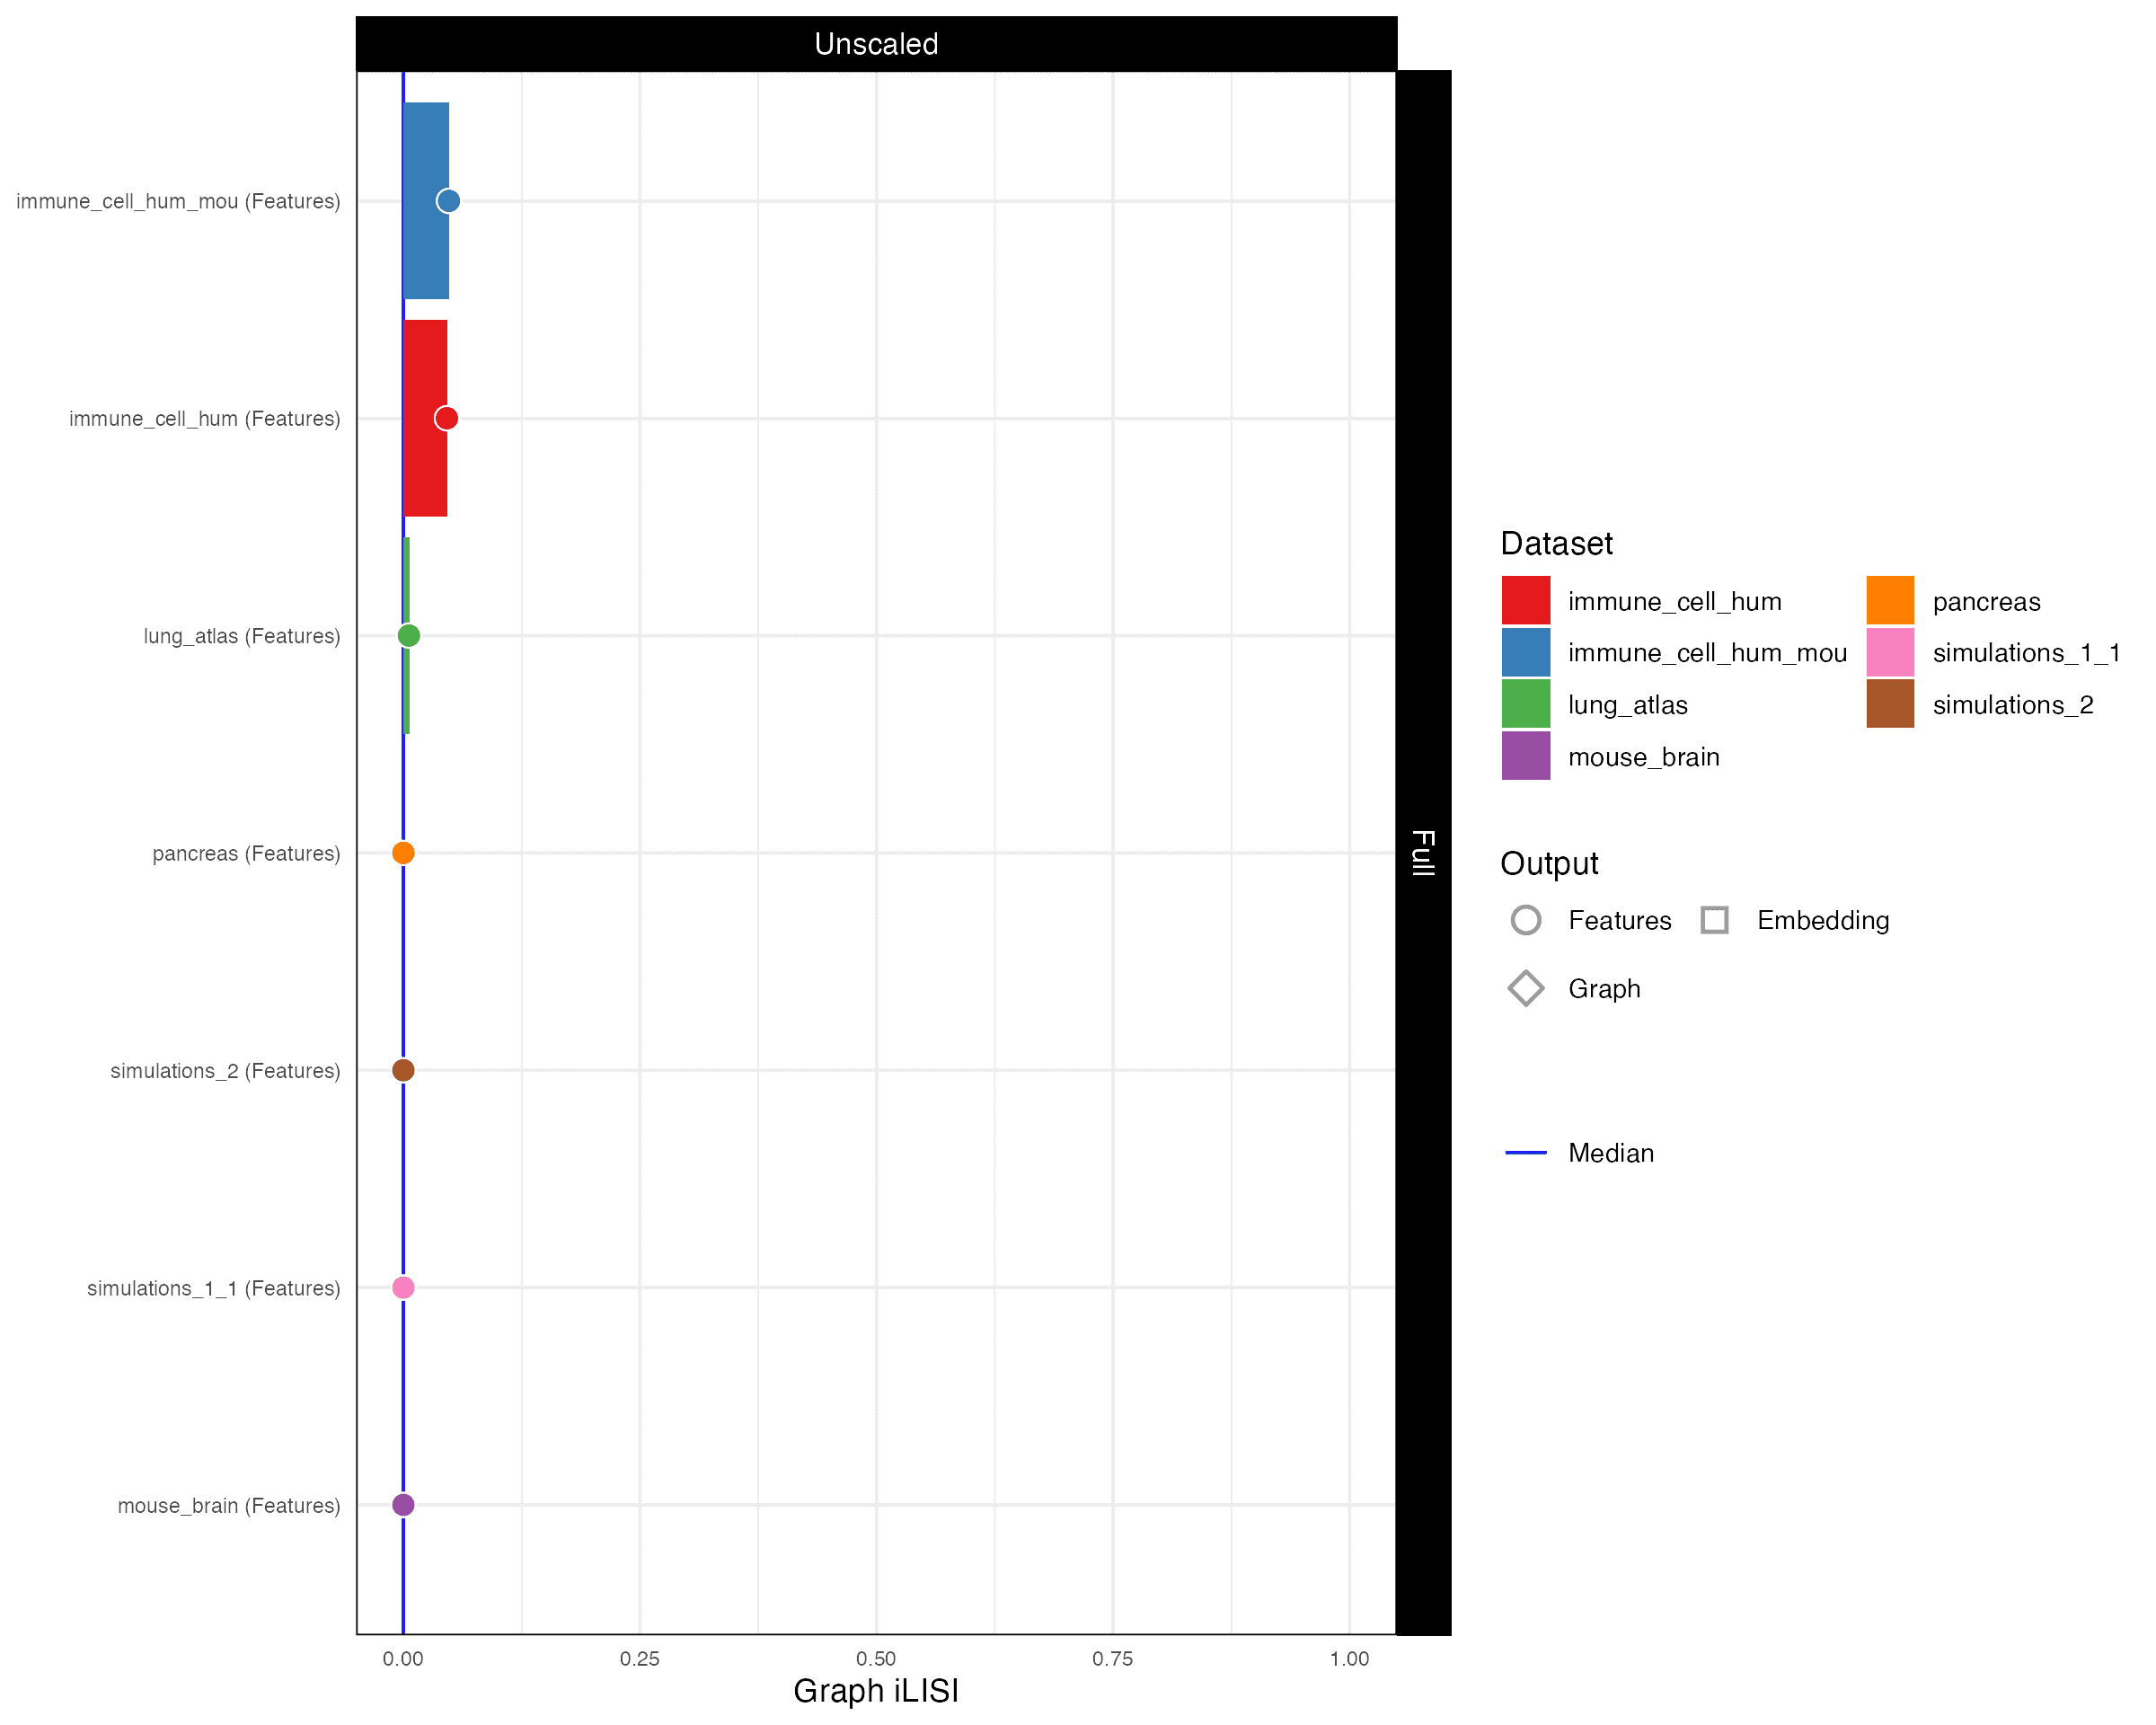 Unscaled
immune_cell_hum_mou (Features)
immune_cell_hum (Features)
lung_atlas (Features)
pancreas (Features)
simulations_2 (Features)
simulations_1_1 (Features)
mouse_brain (Features)
0.00 0.25 0.50 0.75 1.00
Graph iLISI
Full
Dataset
immune_cell_hum pancreas
immune_cell_hum_mou simulations_1_1
lung_atlas simulations_2
mouse_brain
Output
Features Embedding
Graph
Median